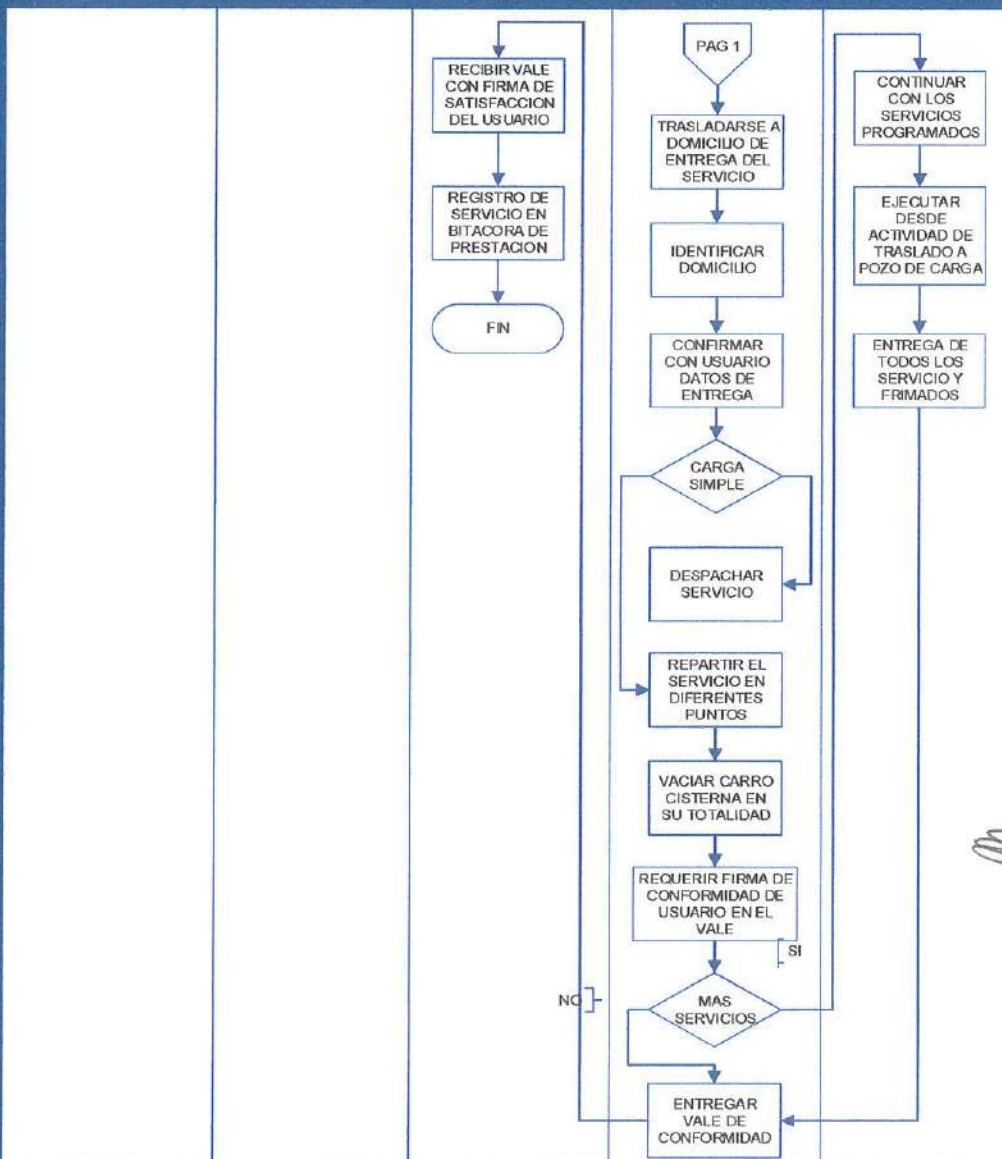 RECIBIR VALE
CON FIRMA DE
SATISFACCION
DEL USUARIO
REGISTRO DE
SERVICIO EN
BITACORA DE
PRESTACION
FIN
PAG 1
TRASLADARSE A
DOMICILIO DE
ENTREGA DEL
SERVICIO
IDENTIFICAR
DOMICILIO
CONFIRMAR
CON USUARIO
DATOS DE
ENTREGA
CARGA
SIMPLE
DESPACHAR
SERVICIO
REPARTIR EL
SERVICIO EN
DIFERENTES
PUNTOS
VACIAR CARRO
CISTERNA EN
SU TOTALIDAD
REQUERIR FIRMA DE
CONFORMIDAD DE
USUARIO EN EL
VALE
SI
NO
MAS
SERVICIOS
ENTREGAR
VALE DE
CONFORMIDAD
CONTINUAR
CON LOS
SERVICIOS
PROGRAMADOS
EJECUTAR
DESDE
ACTIVIDAD DE
TRASLADO A
POZO DE CARGA
ENTREGA DE
TODOS LOS
SERVICIO Y
FRIMADOS